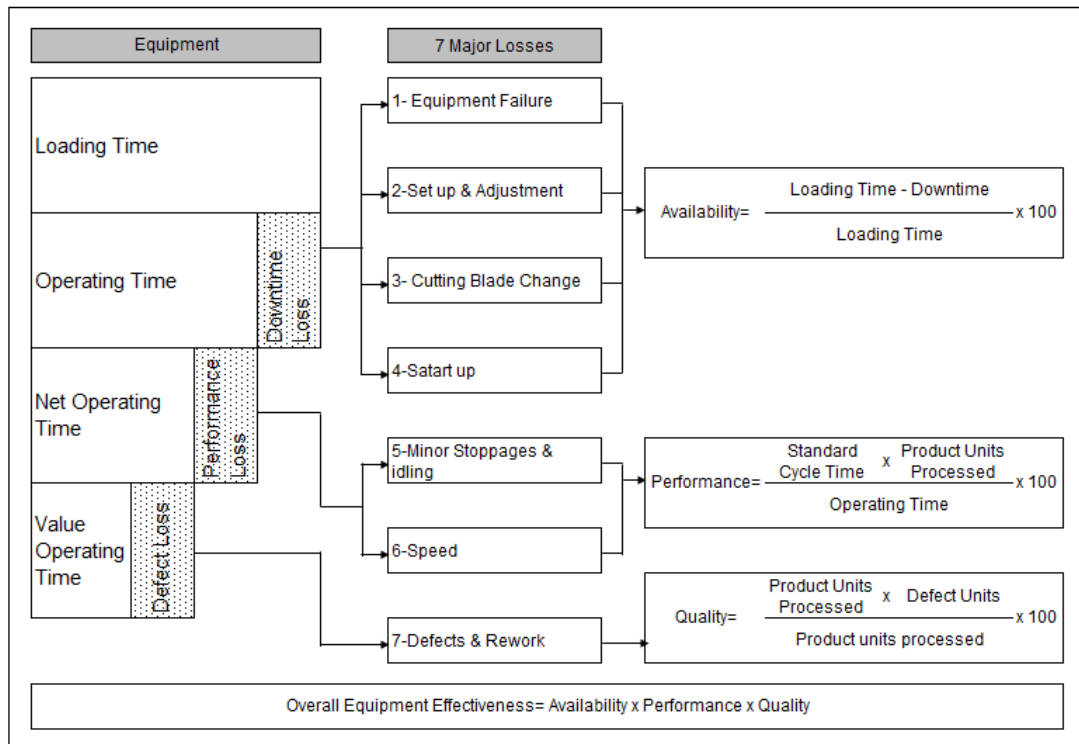 Equipment
7 Major Losses
Loading Time
Operating Time
Downtime
Loss
Net Operating
Time
Performance
Loss
Value
Operating
Time
Defect Loss
1- Equipment Failure
2-Set up & Adjustment
3- Cutting Blade Change
4-Satart up
5-Minor Stoppages &
idling
6-Speed
7-Defects & Rework
Loading Time - Downtime
Availability= x 100
Loading Time
Standard Product Units
Cycle Time x Processed
Performance= x 100
Operating Time
Product Units
Processed x Defect Units
Quality= x 100
Product units processed
Overall Equipment Effectiveness= Availability x Performance x Quality